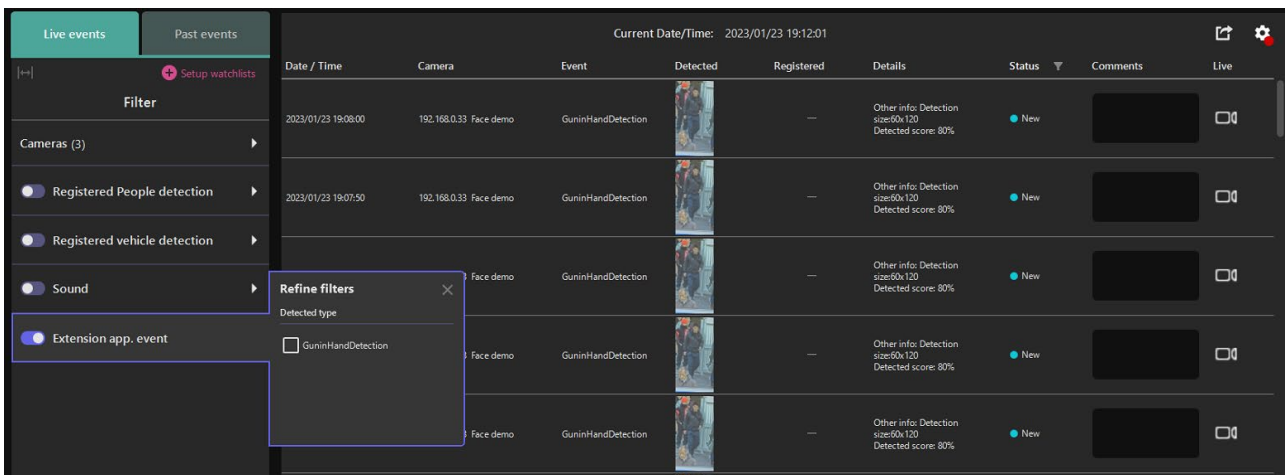 Live events
Past events
Current Date/Time: 2023/01/23 19:12:01
Setup watchlists
Filter
Cameras (3)
Registered People detection
Registered vehicle detection
Sound
Extension app. event
Refine filters
Detected type
GuninHandDetection
Date / Time Camera Event Detected Registered Details Status Comments Live
2023/01/23 19:08:00 192.168.0.33 Face demo GuninHandDetection — Other info: Detection
size:60x120
Detected score: 80%
New
2023/01/23 19:07:50 192.168.0.33 Face demo GuninHandDetection — Other info: Detection
size:60x120
Detected score: 80%
New
Face demo GuninHandDetection — Other info: Detection
size:60x120
Detected score: 80%
New
Face demo GuninHandDetection — Other info: Detection
size:60x120
Detected score: 80%
New
Face demo GuninHandDetection — Other info: Detection
size:60x120
Detected score: 80%
New